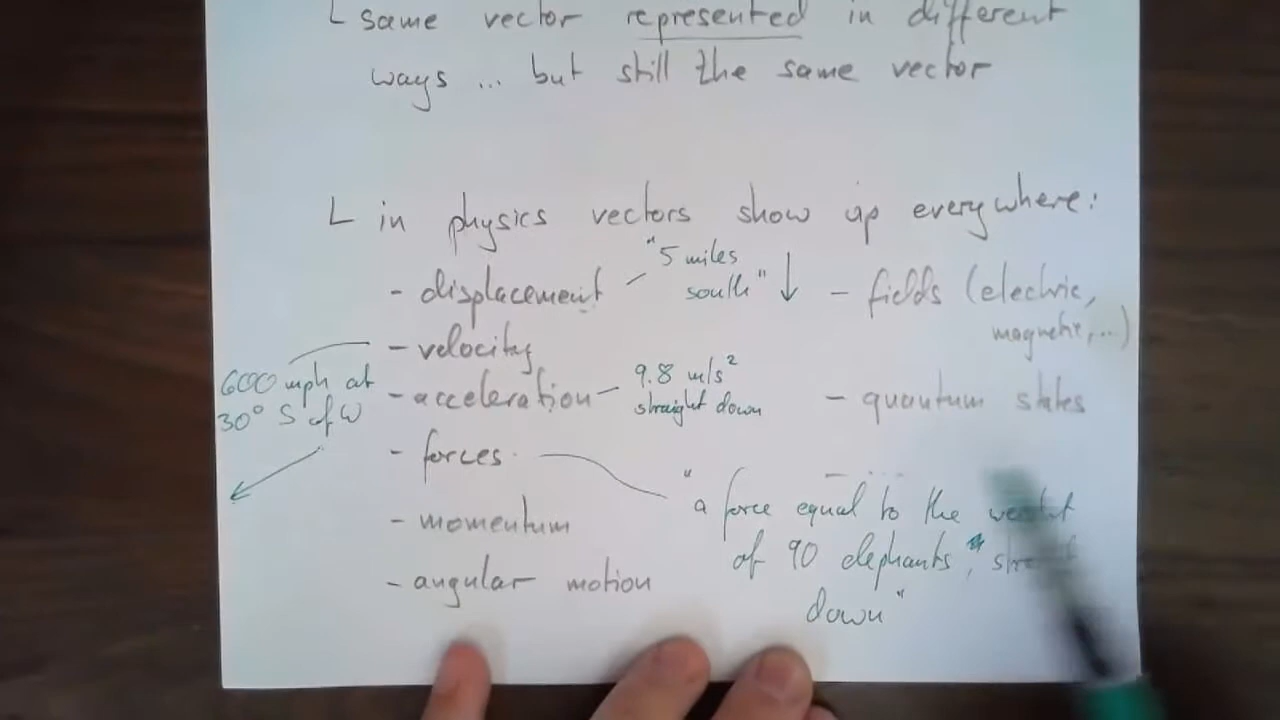 └ same vector represented in different
ways ... but still the same vector
└ in physics vectors show up everywhere:
- displacement
"5 miles
south" ↓
- velocity
600 mph at
30° S of W
- acceleration
9.8 m/s²
straight down
- forces
"a force equal to the
of 90 elephants,
down"
- momentum
- angular motion
- fields (electric,
magnetic,...)
- quantum states
- ...